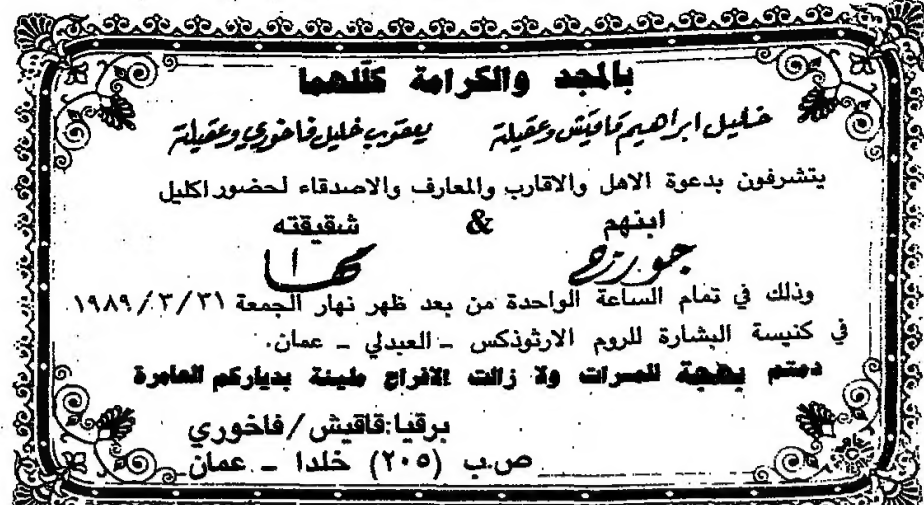 بالمجد والكرامة كللهما
خليل ابراهيم قاقيش وعقيلته يعقوب خليل فاخوري وعقيلته
يتشرفون بدعوة الاهل والاقارب والمعارف والاصدقاء لحضور اكليل
ابنهم & شقيقته
جورج مها
وذلك في تمام الساعة الواحدة من بعد ظهر نهار الجمعة ١٩٨٩/٣/٣١
في كنيسة البشارة للروم الارثوذكس ـ العبدلي ـ عمان.
دمتم بهجة للمسرات ولا زالت الافراح مليئة بدياركم العامرة
برقيا:قاقيش/فاخوري
ص.ب (٢٠٥) خلدا ـ عمان